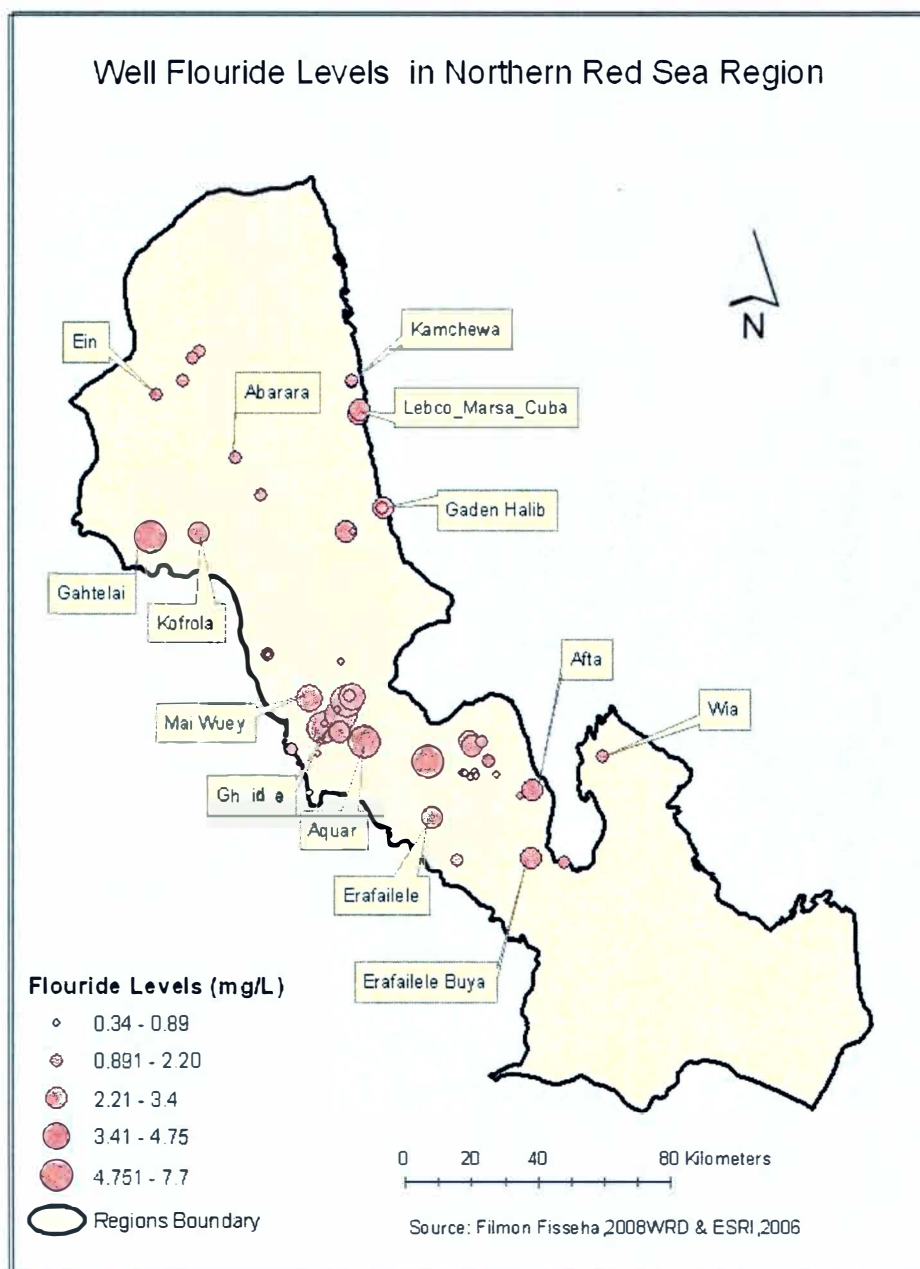 Well Flouride Levels in Northern Red Sea Region
N
Kamchewa
Ein
Abarara
Lebco_Marsa_Cuba
Gaden Halib
Gahtelai
Kofrola
Afta
Wia
Mai Wuey
Gh id e
Aquar
Erafailele
Erafailele Buya
Flouride Levels (mg/L)
0.34 - 0.89
0.891 - 2.20
2.21 - 3.4
3.41 - 4.75
4.751 - 7.7
Regions Boundary
0 20 40 80 Kilometers
Source: Filmon Fisseha,2008WRD & ESRI,2006